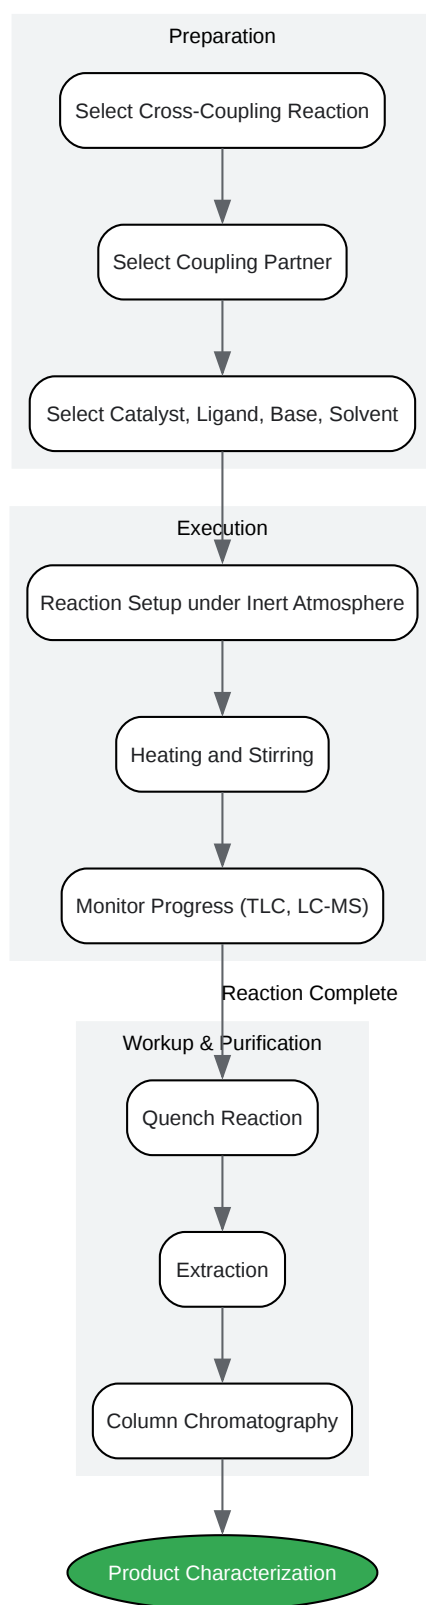 Preparation
Select Cross-Coupling Reaction
Select Coupling Partner
Select Catalyst, Ligand, Base, Solvent
Execution
Reaction Setup under Inert Atmosphere
Heating and Stirring
Monitor Progress (TLC, LC-MS)
Reaction Complete
Workup & Purification
Quench Reaction
Extraction
Column Chromatography
Product Characterization